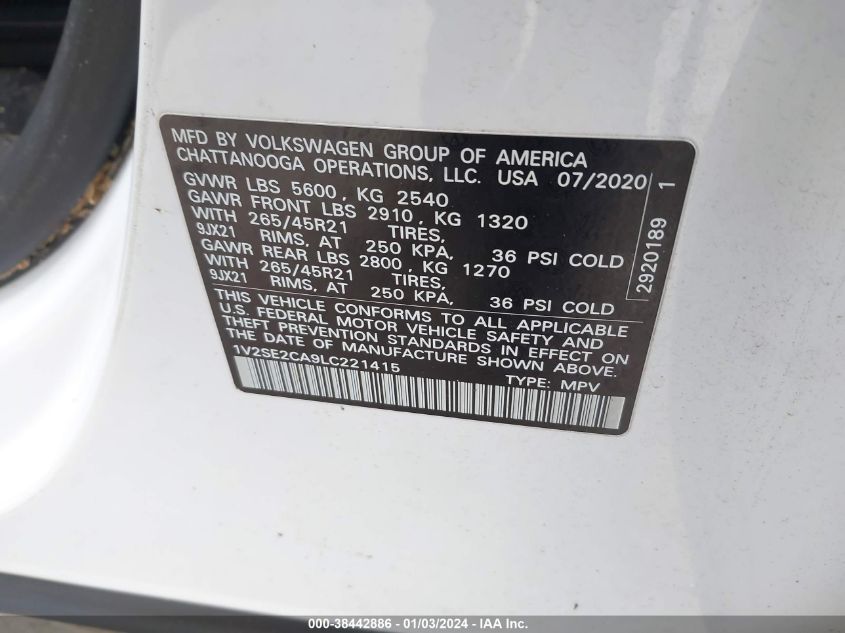 MFD BY VOLKSWAGEN GROUP OF AMERICA
CHATTANOOGA OPERATIONS, LLC. USA 07/2020
GVWR LBS 5600, KG 2540
GAWR FRONT LBS 2910, KG 1320
WITH 265/45R21 TIRES,
9JX21 RIMS, AT 250 KPA, 36 PSI COLD
GAWR REAR LBS 2800, KG 1270
WITH 265/45R21 TIRES,
9JX21 RIMS, AT 250 KPA, 36 PSI COLD
THIS VEHICLE CONFORMS TO ALL APPLICABLE
U.S. FEDERAL MOTOR VEHICLE SAFETY AND
THEFT PREVENTION STANDARDS IN EFFECT ON
THE DATE OF MANUFACTURE SHOWN ABOVE.
1V2SE2CA9LC221415 TYPE: MPV
2920189 1
000-38442886 - 01/03/2024 - IAA Inc.